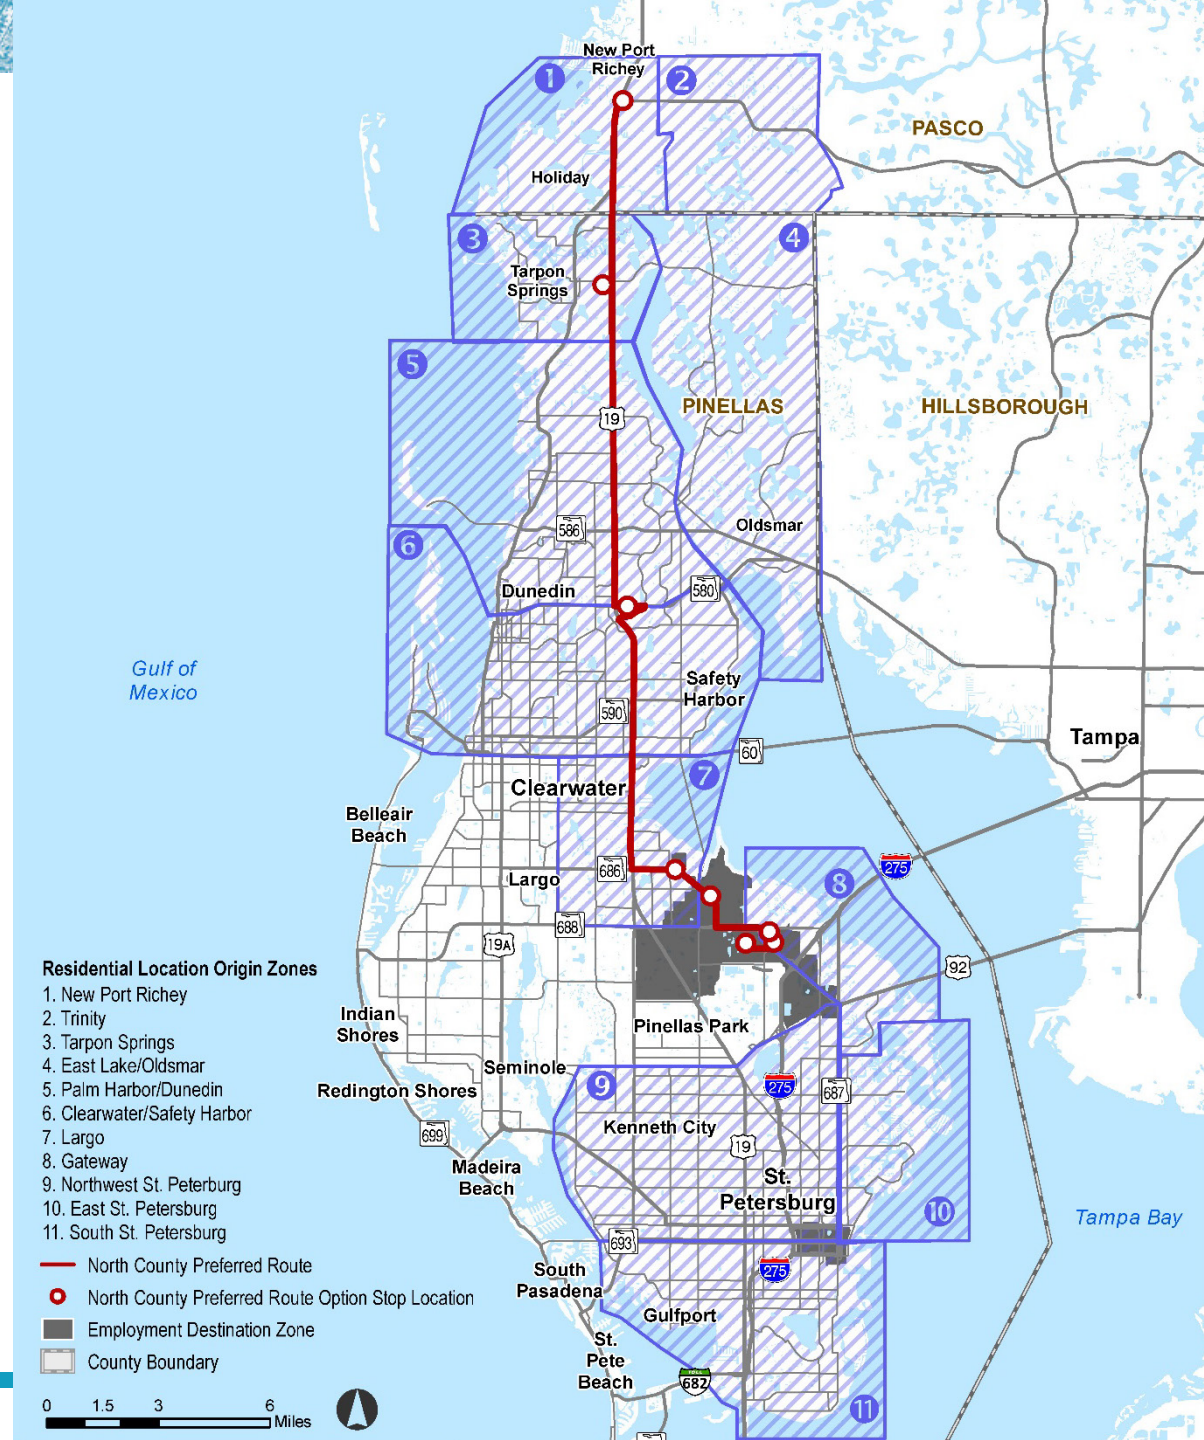 New Port
Richey
1
2
PASCO
Holiday
3
4
Tarpon
Springs
5
19
PINELLAS
HILLSBOROUGH
586
Oldsmar
6
Dunedin
580
Gulf of
Mexico
Safety
Harbor
590
60
Tampa
7
Clearwater
Belleair
Beach
686
275
8
Largo
688
19A
92
Residential Location Origin Zones
1. New Port Richey
2. Trinity
3. Tarpon Springs
4. East Lake/Oldsmar
5. Palm Harbor/Dunedin
6. Clearwater/Safety Harbor
7. Largo
8. Gateway
9. Northwest St. Peterburg
10. East St. Petersburg
11. South St. Petersburg
North County Preferred Route
North County Preferred Route Option Stop Location
Employment Destination Zone
County Boundary
0 1.5 3 6
Miles
Indian
Shores
Pinellas Park
Seminole
Redington Shores
9
275
687
699
Kenneth City
19
Madeira
Beach
St.
Petersburg
10
Tampa Bay
693
275
South
Pasadena
Gulfport
St.
Pete
Beach
TOLL
682
11